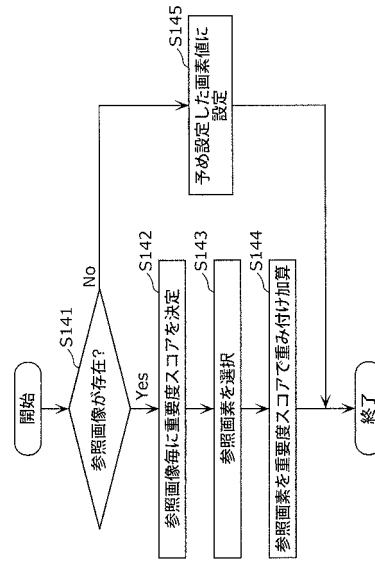 開始
S141
参照画像が存在?
No
Yes
S142
参照画像毎に重要度スコアを決定
S143
参照画素を選択
S144
参照画素を重要度スコアで重み付け加算
S145
予め設定した画素値に
設定
終了